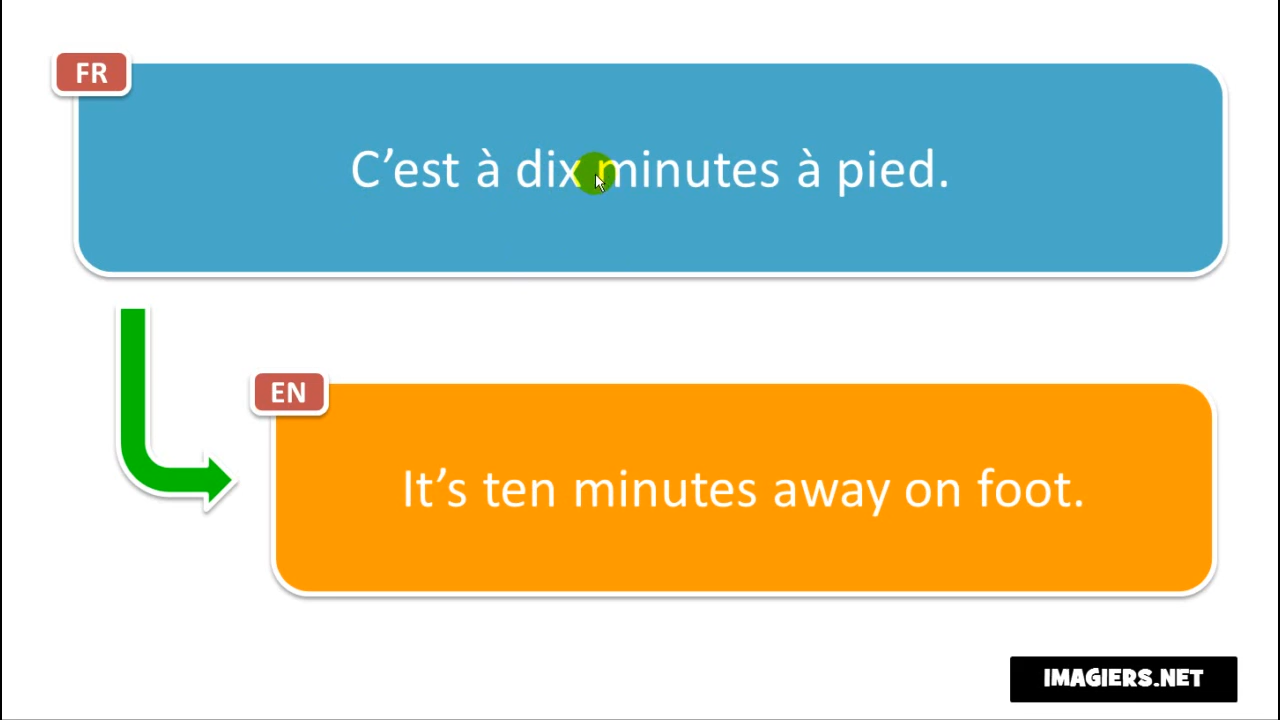 FR
C’est à dix minutes à pied.
EN
It’s ten minutes away on foot.
IMAGIERS.NET